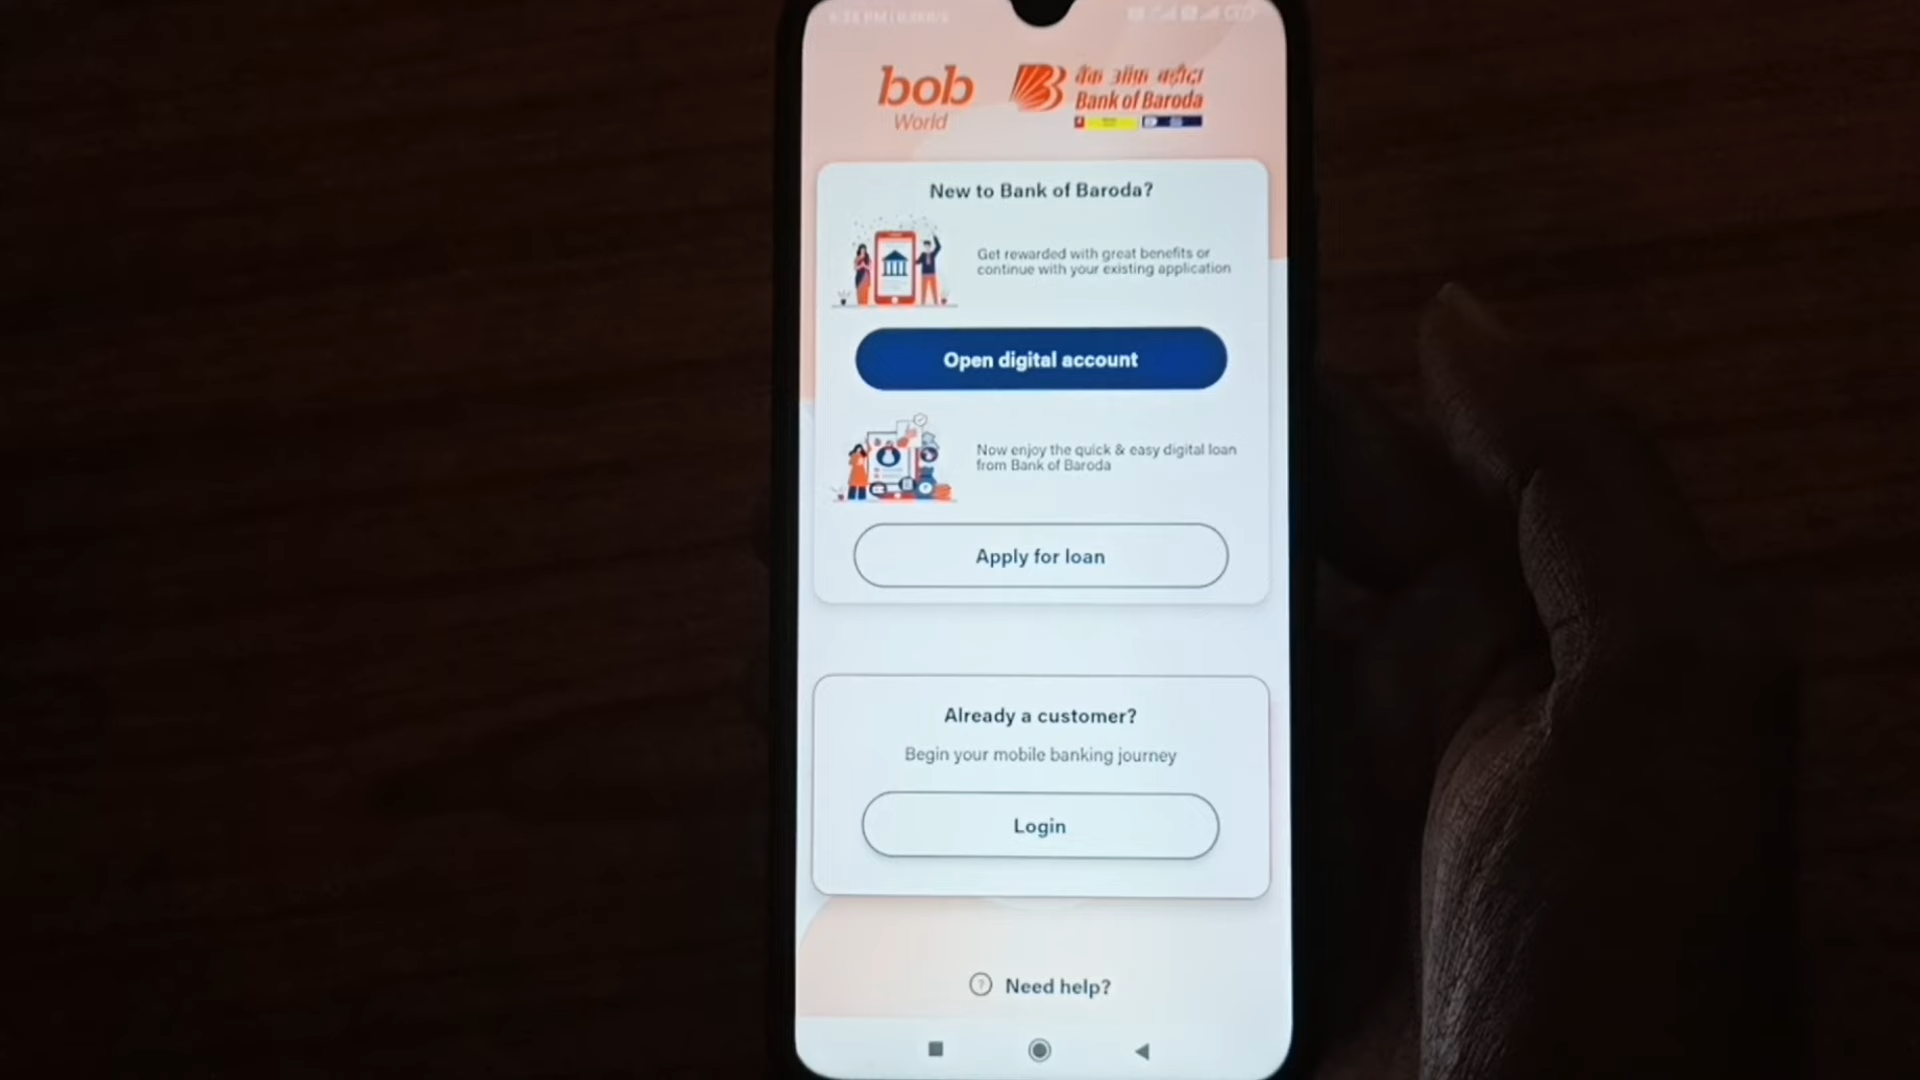 bob
World
बैंक ऑफ़ बड़ौदा
Bank of Baroda
New to Bank of Baroda?
Get rewarded with great benefits or
continue with your existing application
Open digital account
Now enjoy the quick & easy digital loan
from Bank of Baroda
Apply for loan
Already a customer?
Begin your mobile banking journey
Login
? Need help?